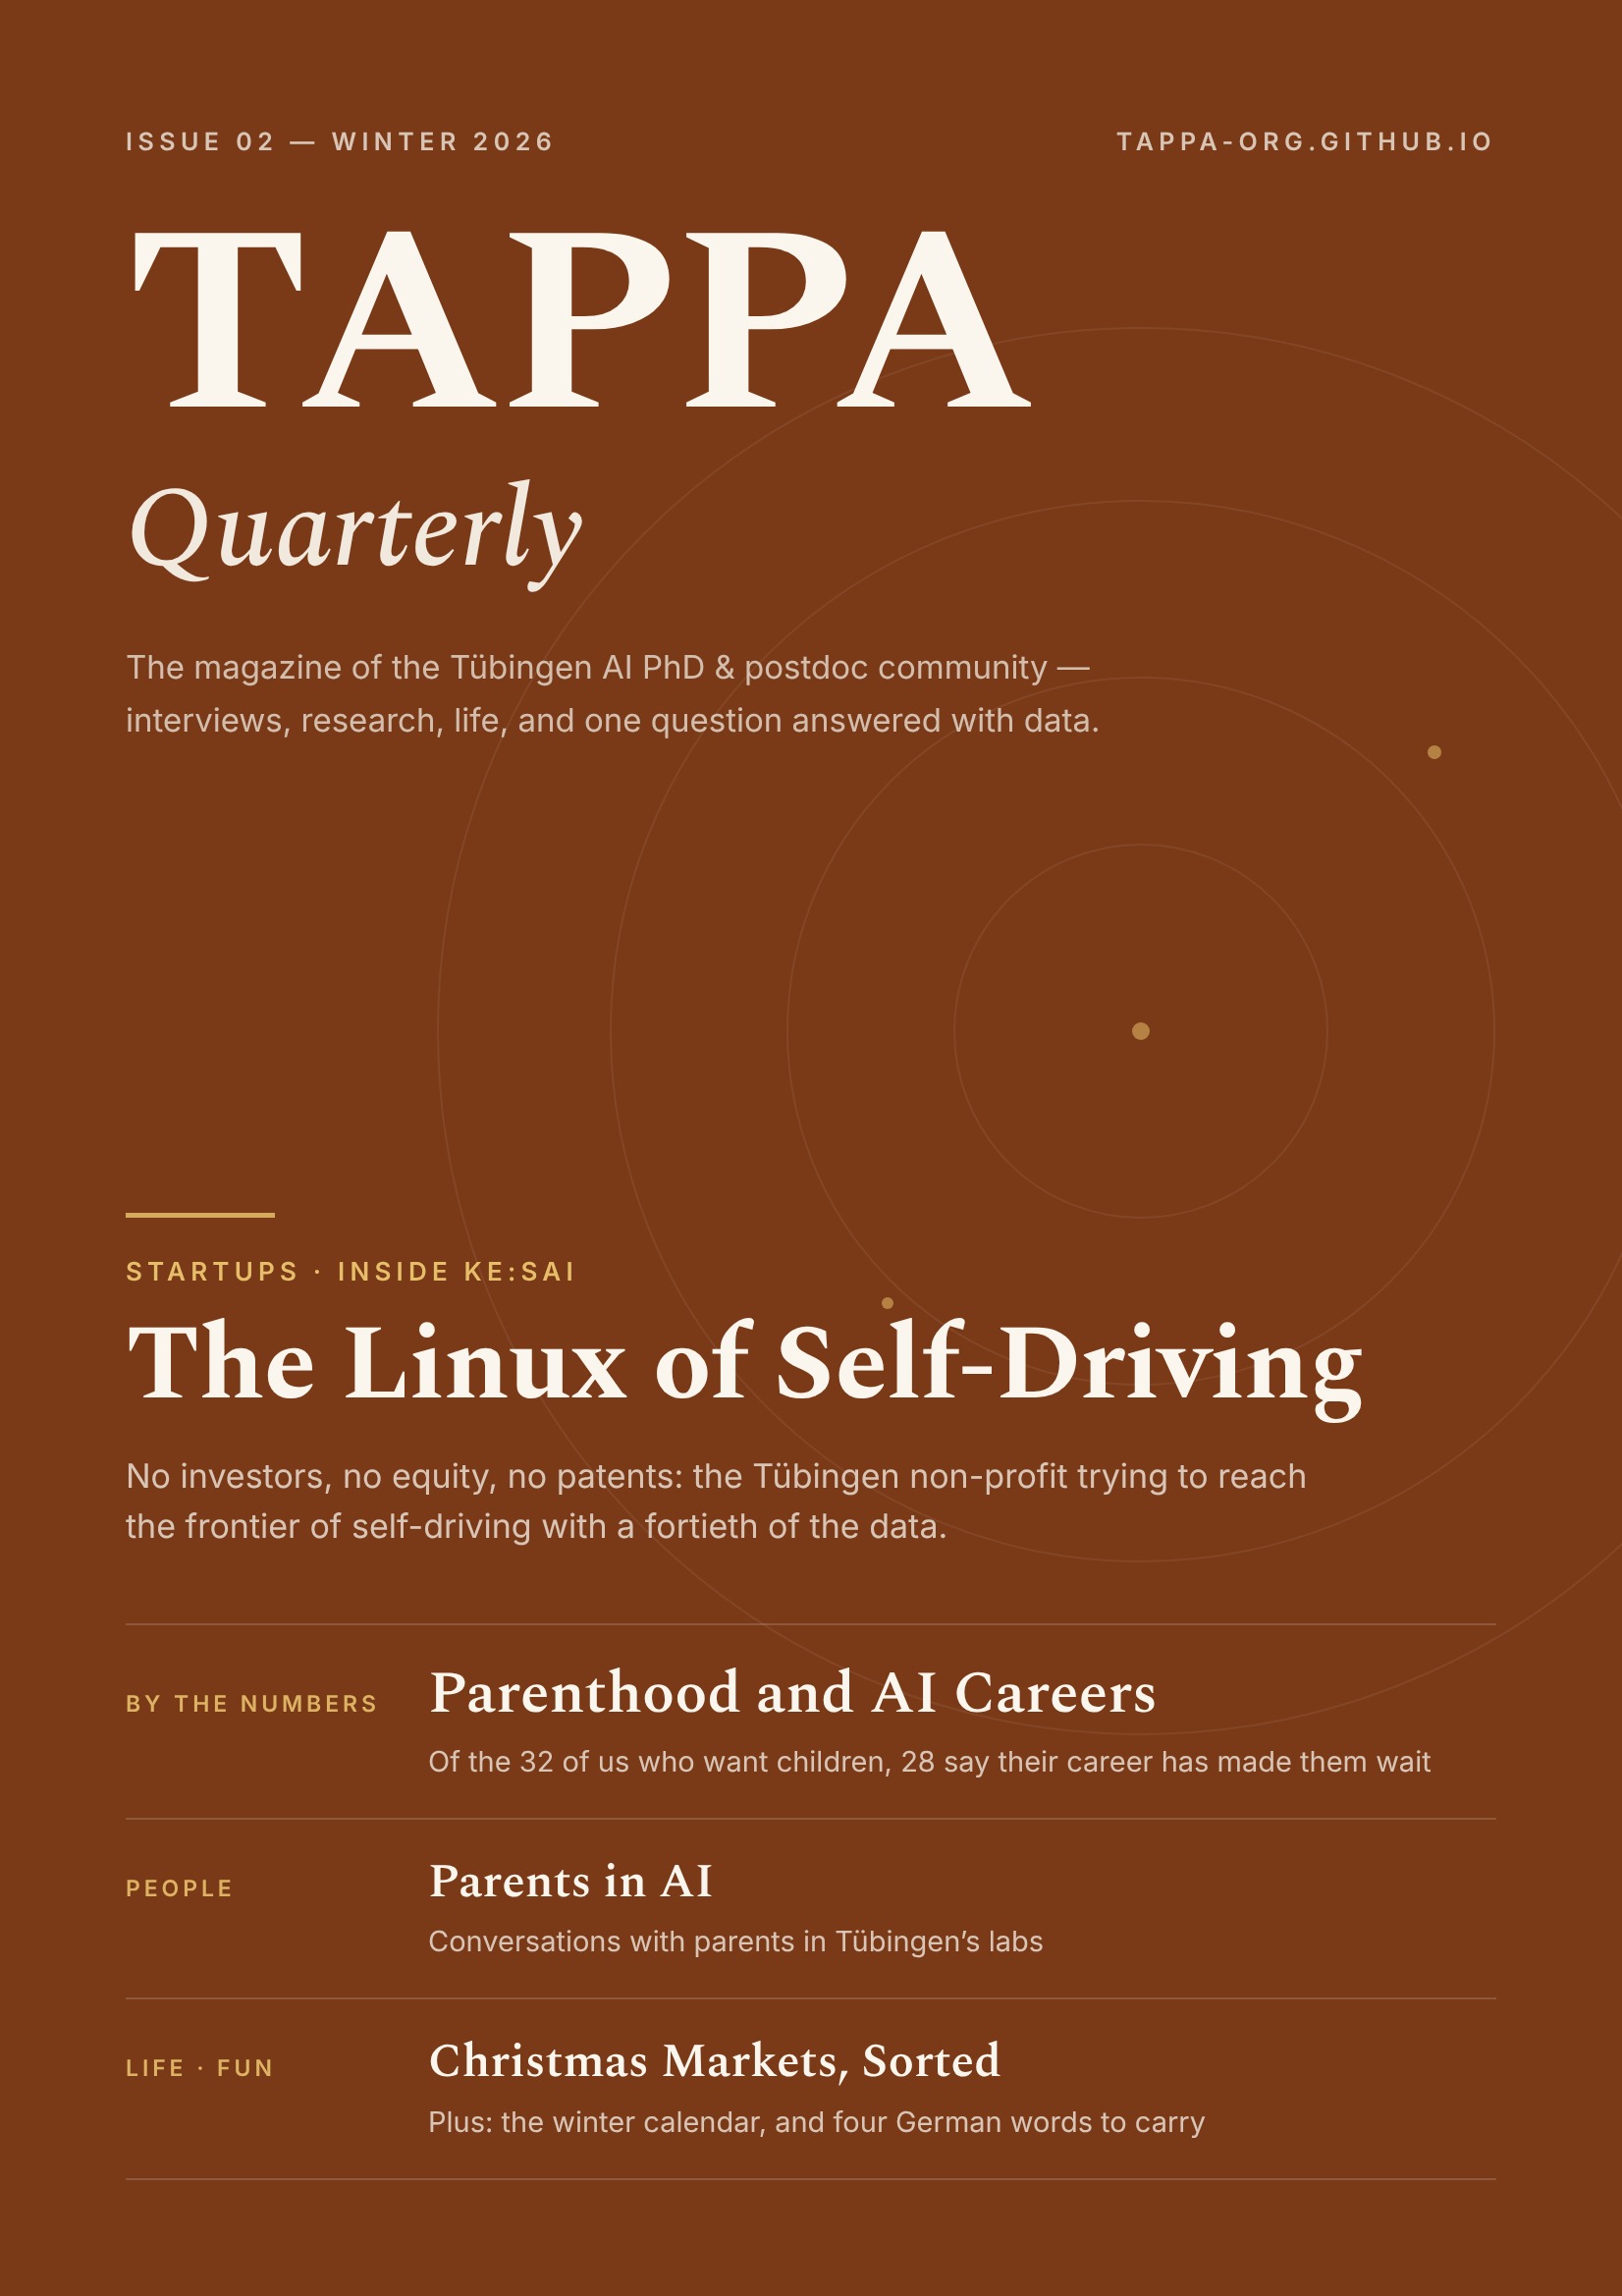 ISSUE 02 — WINTER 2026
TAPPA-ORG.GITHUB.IO
TAPPA
Quarterly
The magazine of the Tübingen AI PhD & postdoc community —
interviews, research, life, and one question answered with data.
STARTUPS · INSIDE KE:SAI
The Linux of Self-Driving
No investors, no equity, no patents: the Tübingen non-profit trying to reach
the frontier of self-driving with a fortieth of the data.
BY THE NUMBERS
Parenthood and AI Careers
Of the 32 of us who want children, 28 say their career has made them wait
PEOPLE
Parents in AI
Conversations with parents in Tübingen’s labs
LIFE · FUN
Christmas Markets, Sorted
Plus: the winter calendar, and four German words to carry